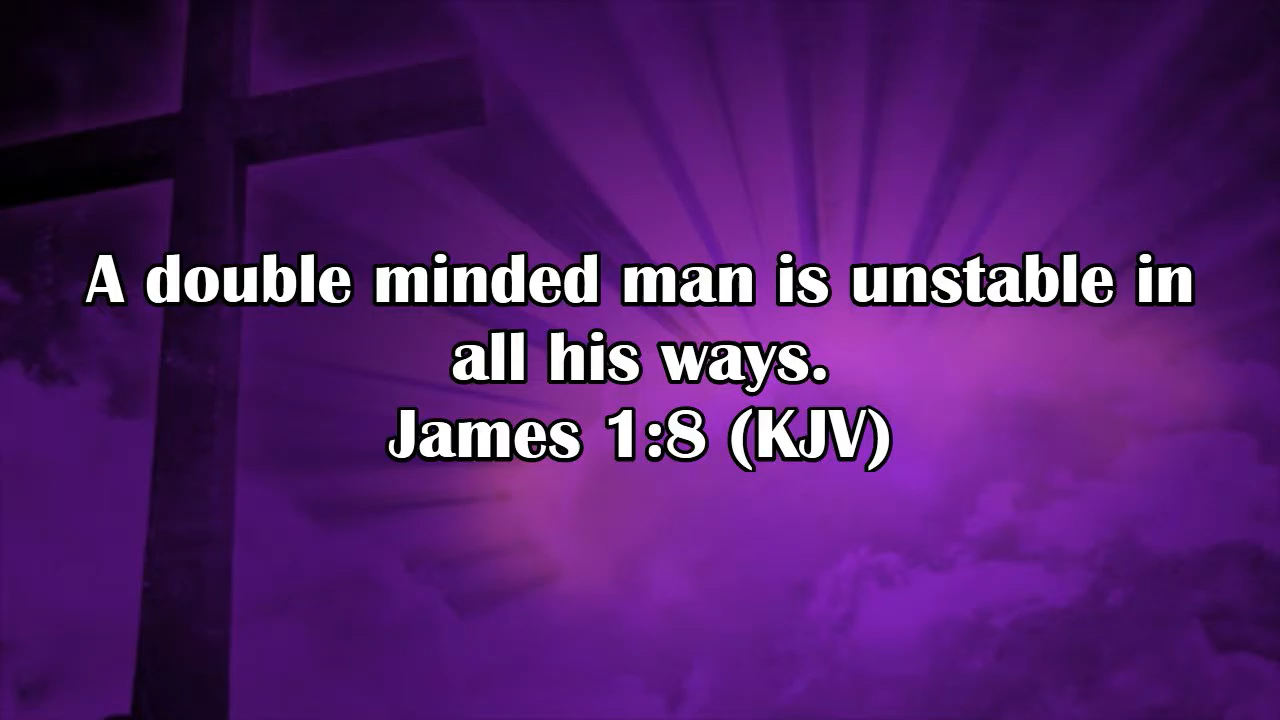 A double minded man is unstable in
all his ways.
James 1:8 (KJV)